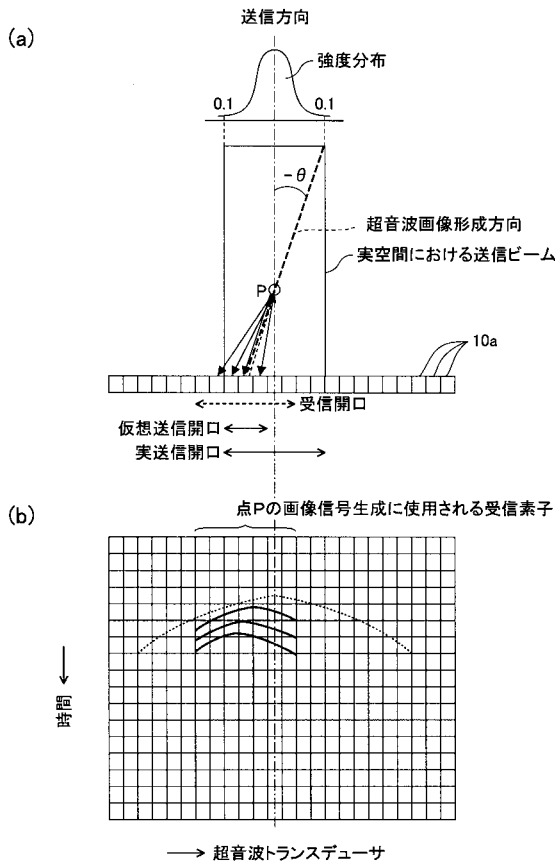 (a)
送信方向
強度分布
0.1
0.1
-θ
超音波画像形成方向
実空間における送信ビーム
P
10a
受信開口
仮想送信開口
実送信開口
(b)
点Pの画像信号生成に使用される受信素子
時間
超音波トランスデューサ